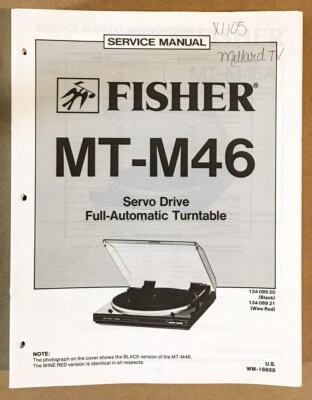 X1105
SERVICE MANUAL
Millard TV
FISHER®
MT-M46
Servo Drive
Full-Automatic Turntable
134 089 20
(Black)
134 089 21
(Wine Red)
NOTE:
The photograph on the cover shows the BLACK version of the MT-M46.
The WINE RED version is identical in all respects.
U.S.
WM-16658